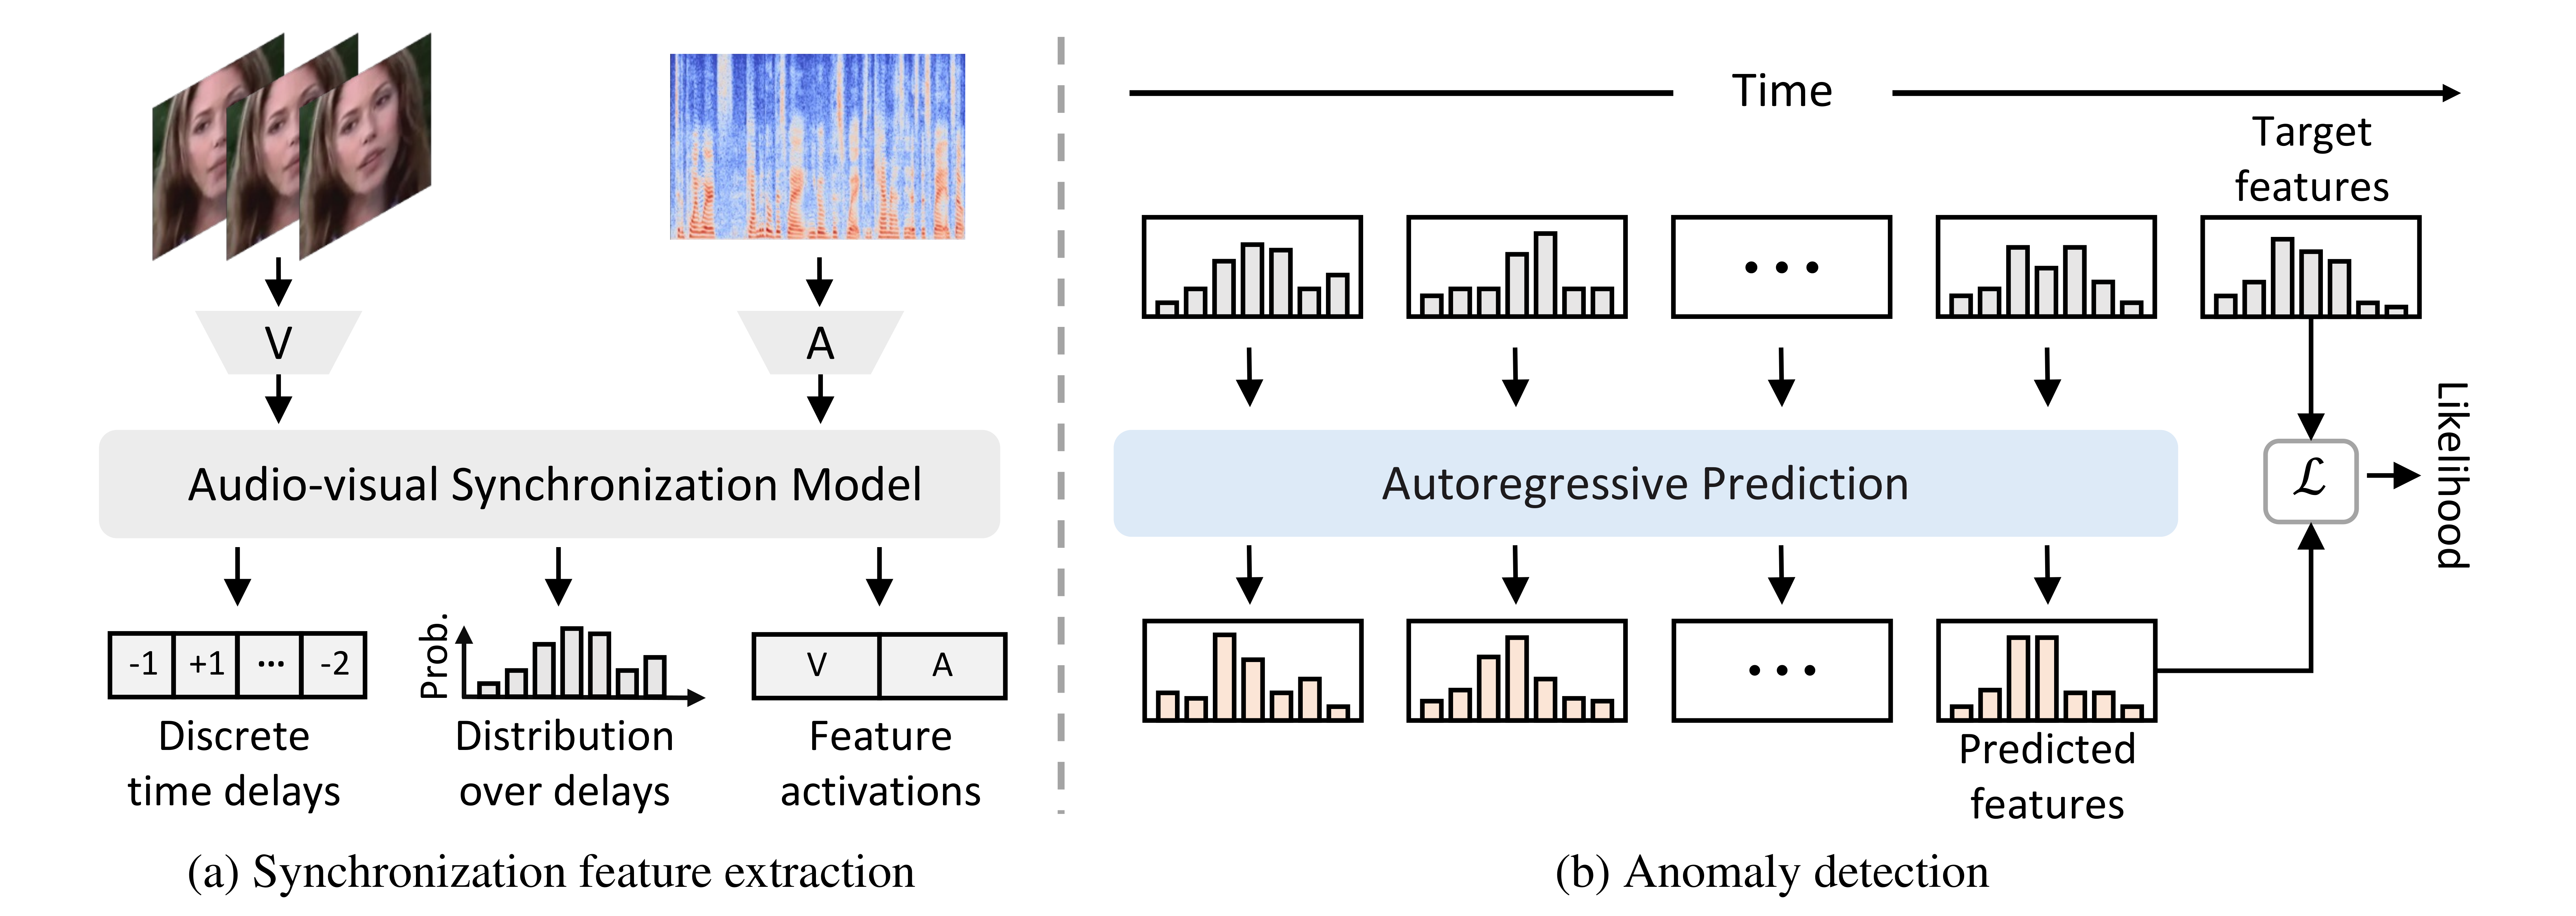 V
A
Audio-visual Synchronization Model
-1 +1 ... -2
Prob.
V A
Discrete
time delays
Distribution
over delays
Feature
activations
(a) Synchronization feature extraction
Time
Target
features
...
Autoregressive Prediction
ℒ
Likelihood
...
Predicted
features
(b) Anomaly detection